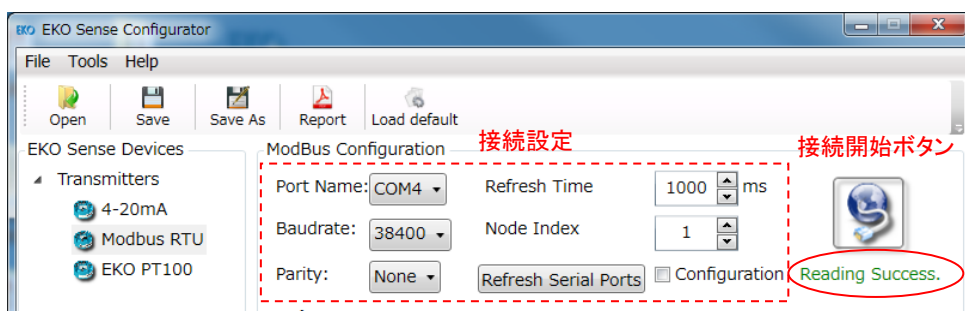 EKO EKO Sense Configurator
File Tools Help
Open Save Save As Report Load default
接続設定
接続開始ボタン
EKO Sense Devices
Transmitters
4-20mA
Modbus RTU
EKO PT100
ModBus Configuration
Port Name: COM4 Refresh Time 1000 ms
Baudrate: 38400 Node Index 1
Parity: None Refresh Serial Ports Configuration
Reading Success.